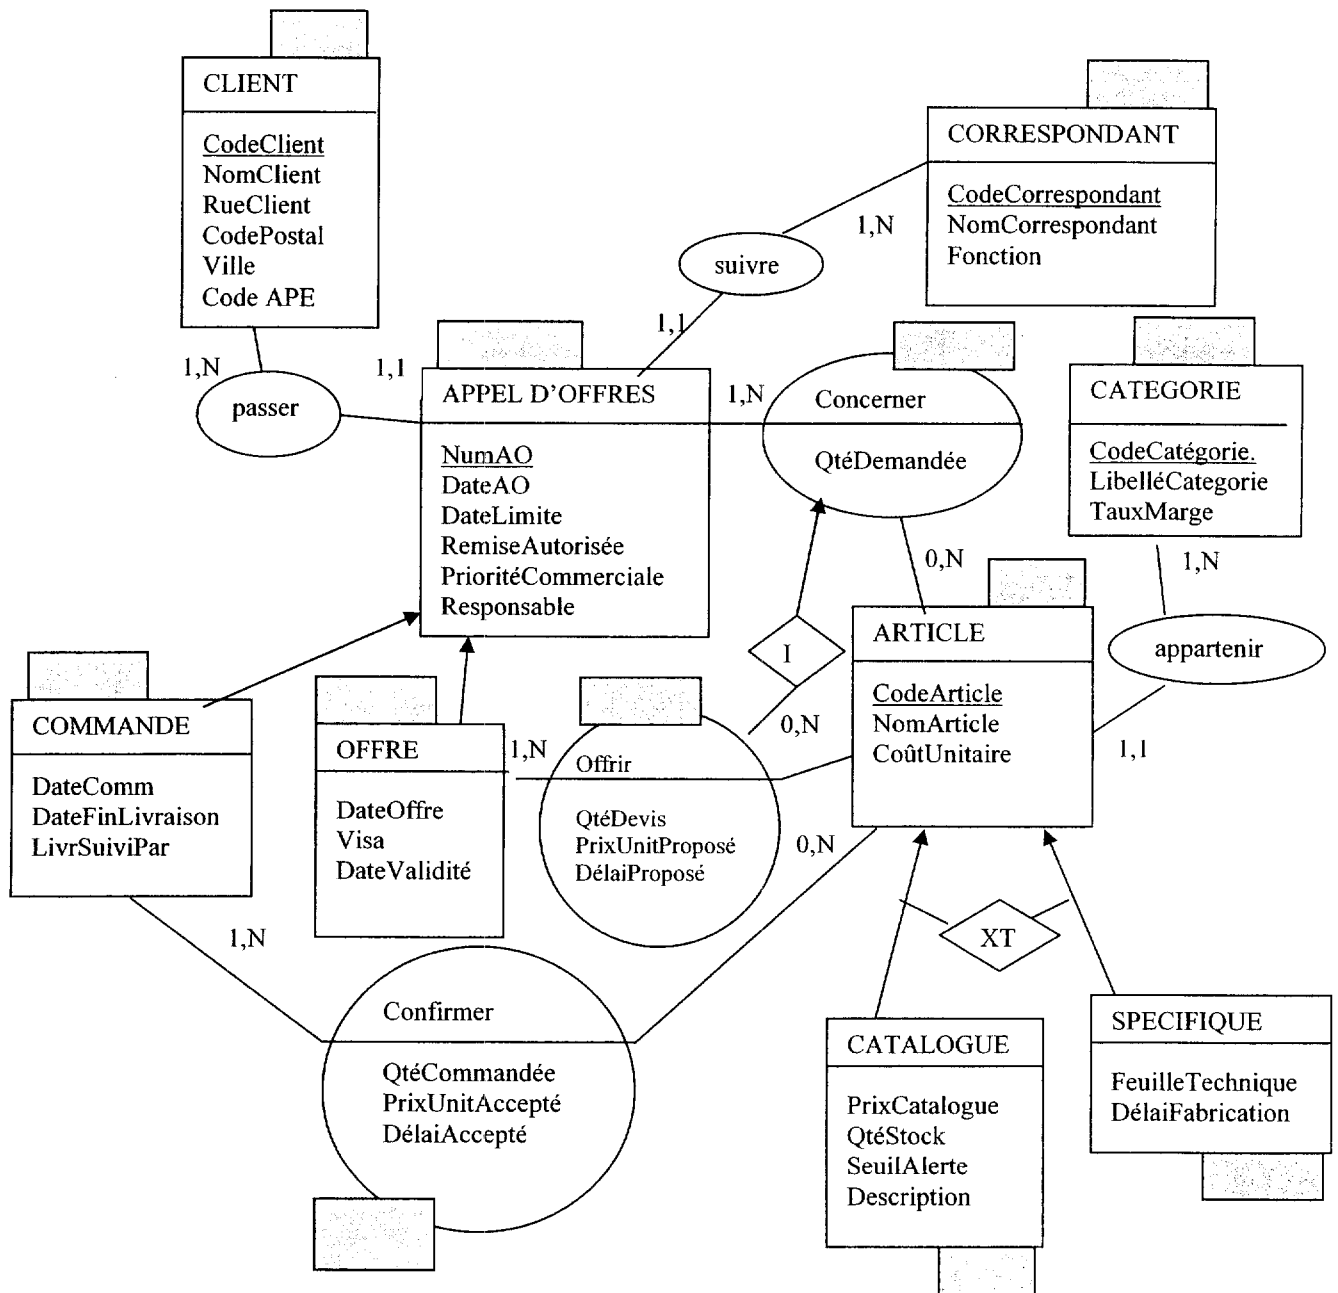 CLIENT
CodeClient
NomClient
RueClient
CodePostal
Ville
Code APE
CORRESPONDANT
CodeCorrespondant
NomCorrespondant
Fonction
1,N
suivre
1,1
1,N
passer
1,1
APPEL D'OFFRES
NumAO
DateAO
DateLimite
RemiseAutorisée
PrioritéCommerciale
Responsable
1,N
Concerner
QtéDemandée
0,N
CATEGORIE
CodeCatégorie.
LibelléCategorie
TauxMarge
1,N
appartenir
1,1
ARTICLE
CodeArticle
NomArticle
CoûtUnitaire
I
0,N
COMMANDE
DateComm
DateFinLivraison
LivrSuiviPar
OFFRE
DateOffre
Visa
DateValidité
1,N
Offrir
QtéDevis
PrixUnitProposé
DélaiProposé
0,N
1,N
Confirmer
QtéCommandée
PrixUnitAccepté
DélaiAccepté
XT
CATALOGUE
PrixCatalogue
QtéStock
SeuilAlerte
Description
SPECIFIQUE
FeuilleTechnique
DélaiFabrication